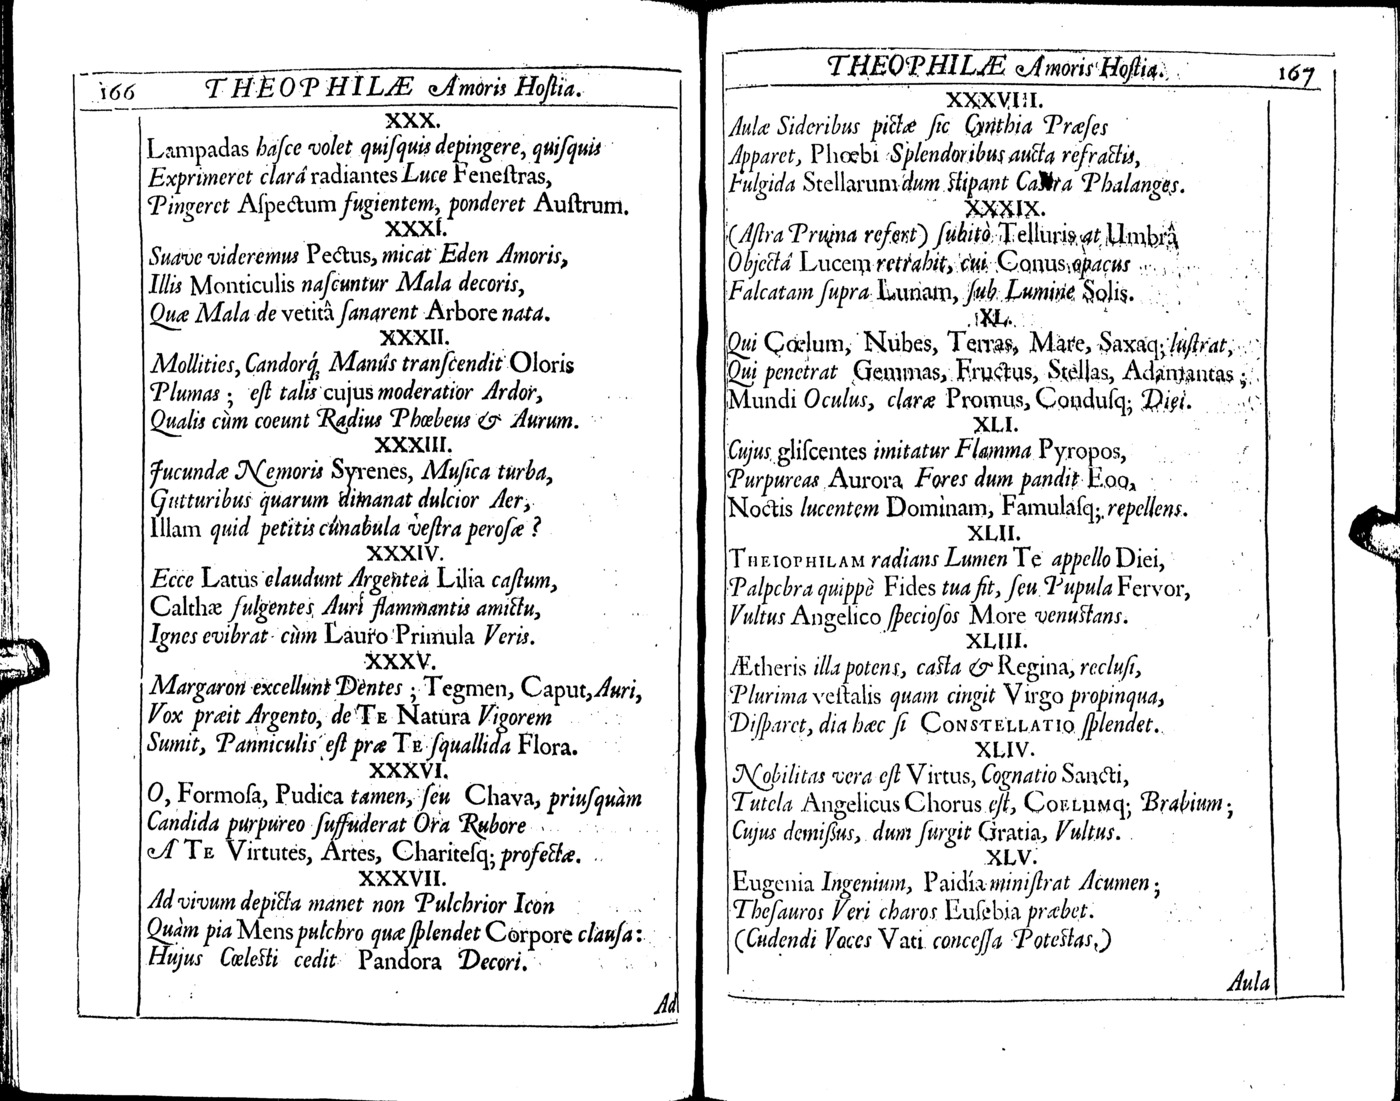 166 THEOPHILÆ Amoris Hoſtia.
XXX.
Lampadas haſce volet quiſquis depingere, quiſquis
Exprimeret clarâ radiantes Luce Feneſtras,
Pingeret Aſpectum fugientem, ponderet Auſtrum.
XXXI.
Suave videremus Pectus, micat Eden Amoris,
Illis Monticulis naſcuntur Mala decoris,
Quæ Mala de vetitâ ſanarent Arbore nata.
XXXII.
Mollities, Candorq́; Manûs tranſcendit Oloris
Plumas; eſt talis cujus moderatior Ardor,
Qualis cùm coeunt Radius Phœbeus & Aurum.
XXXIII.
Jucundæ Nemoris Syrenes, Muſica turba,
Gutturibus quarum dimanat dulcior Aer,
Illam quid petitis cunabula veſtra peroſæ?
XXXIV.
Ecce Latus claudunt Argentea Lilia caſtum,
Calthæ fulgentes Auri flammantis amictu,
Ignes evibrat cùm Lauro Primula Veris.
XXXV.
Margaron excellunt Dentes; Tegmen, Caput, Auri,
Vox præit Argento, de TE Natura Vigorem
Sumit, Panniculis eſt præ TE ſquallida Flora.
XXXVI.
O, Formoſa, Pudica tamen, ſeu Chava, priuſquàm
Candida purpureo ſuffuderat Ora Rubore
A TE Virtutes, Artes, Chariteſq; profectæ.
XXXVII.
Ad vivum depicta manet non Pulchrior Icon
Quàm pia Mens pulchro quæ ſplendet Corpore clauſa:
Hujus Cœleſti cedit Pandora Decori.
Ad
THEOPHILÆ Amoris Hoſtia. 167
XXXVIII.
Aulæ Sideribus pictæ ſic Cynthia Præſes
Apparet, Phœbi Splendoribus aucta refractis,
Fulgida Stellarum dum ſtipant Caſtra Phalanges.
XXXIX.
(Aſtra Pruina refert) ſubitò Telluris at Umbrâ
Objectâ Lucem retrahit, cui Conus opacus
Falcatam ſupra Lunam, ſub Lumine Solis.
XL.
Qui Cœlum, Nubes, Terras, Mare, Saxaq; luſtrat,
Qui penetrat Gemmas, Fructus, Stellas, Adamantas;
Mundi Oculus, claræ Promus, Conduſq; Diei.
XLI.
Cujus gliſcentes imitatur Flamma Pyropos,
Purpureas Aurora Fores dum pandit Eoo,
Noctis lucentem Dominam, Famulaſq; repellens.
XLII.
THEIOPHILAM radians Lumen Te appello Diei,
Palpebra quippè Fides tua ſit, ſeu Pupula Fervor,
Vultus Angelico ſpecioſos More venuſtans.
XLIII.
Ætheris illa potens, caſta & Regina, recluſi,
Plurima veſtalis quam cingit Virgo propinqua,
Diſparet, dia hæc ſi CONSTELLATIO ſplendet.
XLIV.
Nobilitas vera eſt Virtus, Cognatio Sancti,
Tutela Angelicus Chorus eſt, COELUMq; Brabium;
Cujus demiſſus, dum ſurgit Gratia, Vultus.
XLV.
Eugenia Ingenium, Paidía miniſtrat Acumen;
Theſauros Veri charos Euſebia præbet.
(Cudendi Voces Vati conceſſa Poteſtas,)
Aula